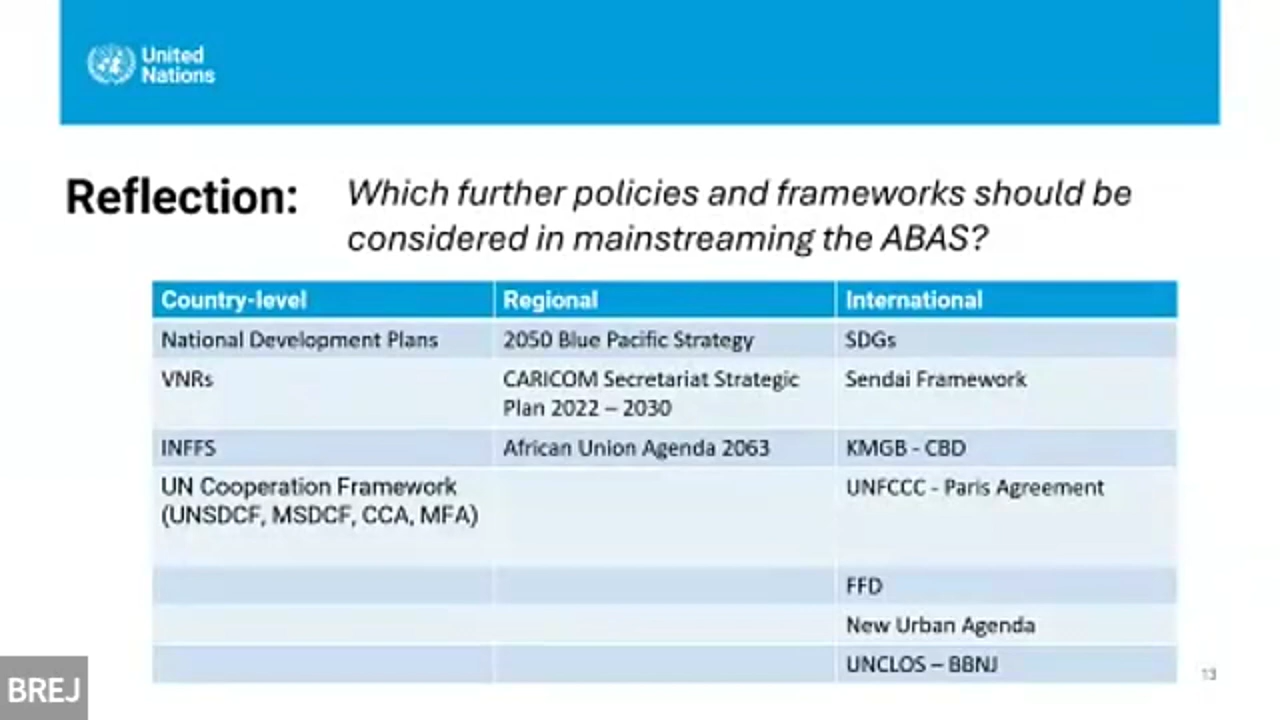 United
Nations
Reflection:
Which further policies and frameworks should be
considered in mainstreaming the ABAS?
Country-level
Regional
International
National Development Plans
2050 Blue Pacific Strategy
SDGs
VNRs
CARICOM Secretariat Strategic
Plan 2022 – 2030
Sendai Framework
INFFS
African Union Agenda 2063
KMGB - CBD
UN Cooperation Framework
(UNSDCF, MSDCF, CCA, MFA)
UNFCCC - Paris Agreement
FFD
New Urban Agenda
UNCLOS – BBNJ
13
BREJ